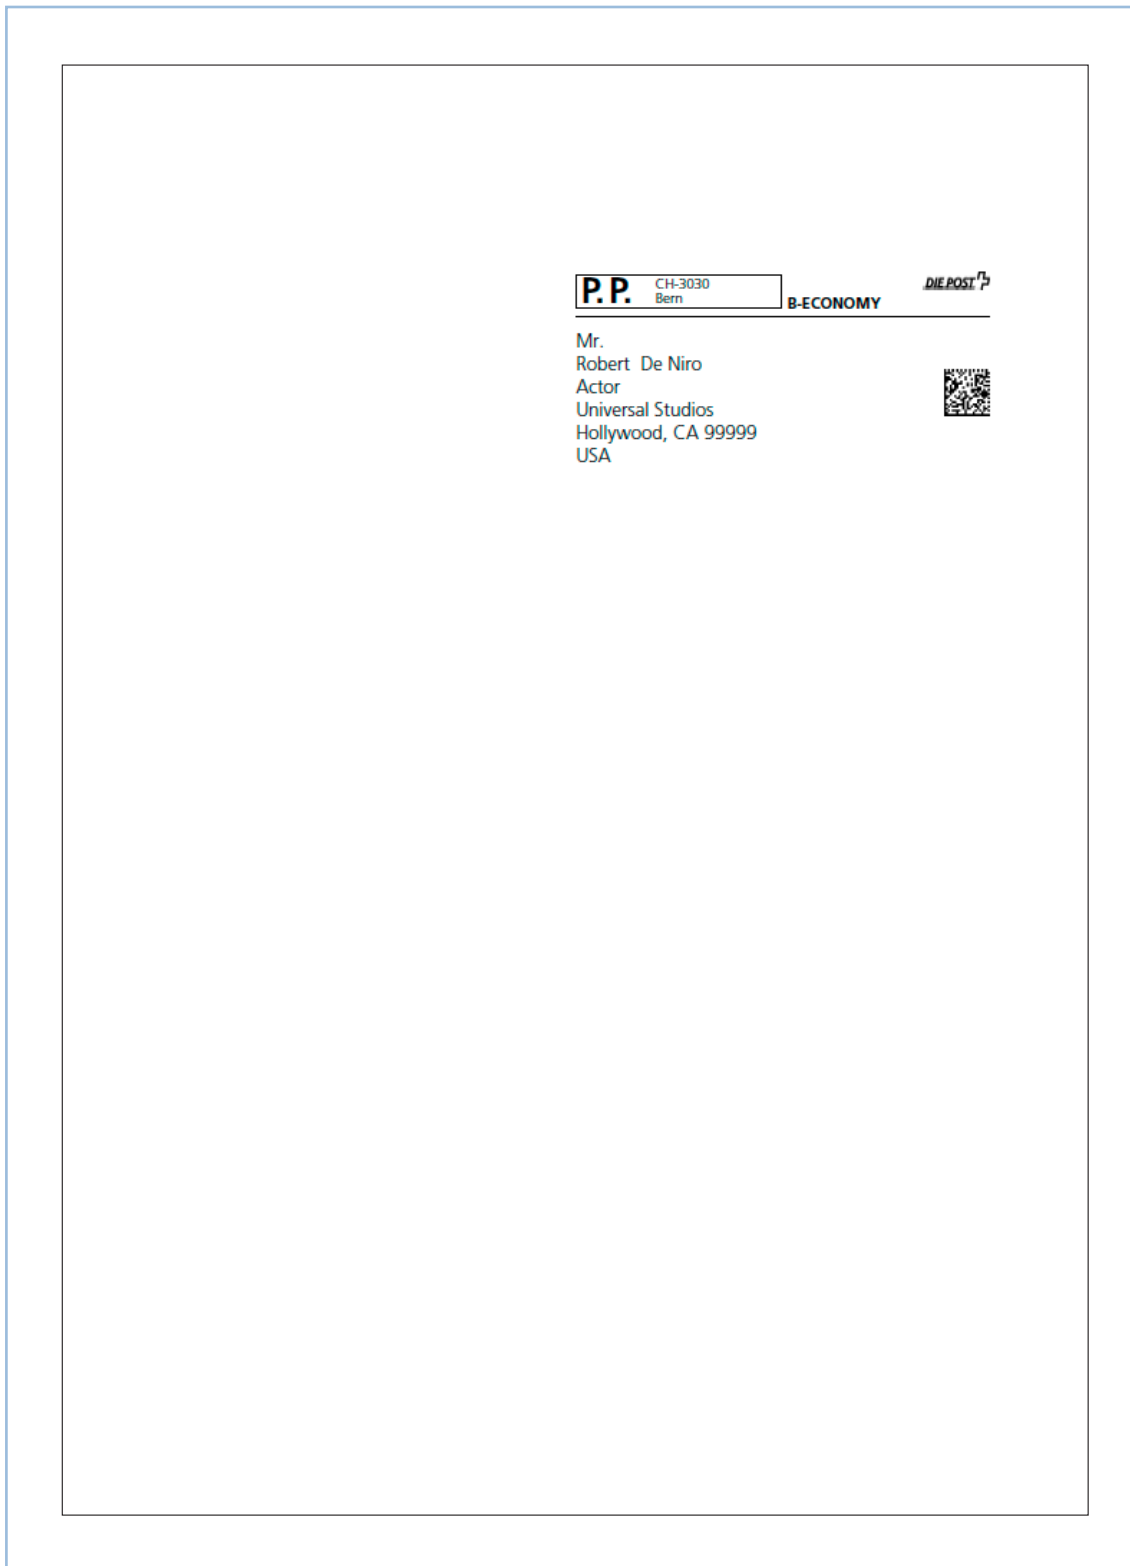 P. P. CH-3030
Bern
B-ECONOMY
DIE POST
Mr.
Robert De Niro
Actor
Universal Studios
Hollywood, CA 99999
USA